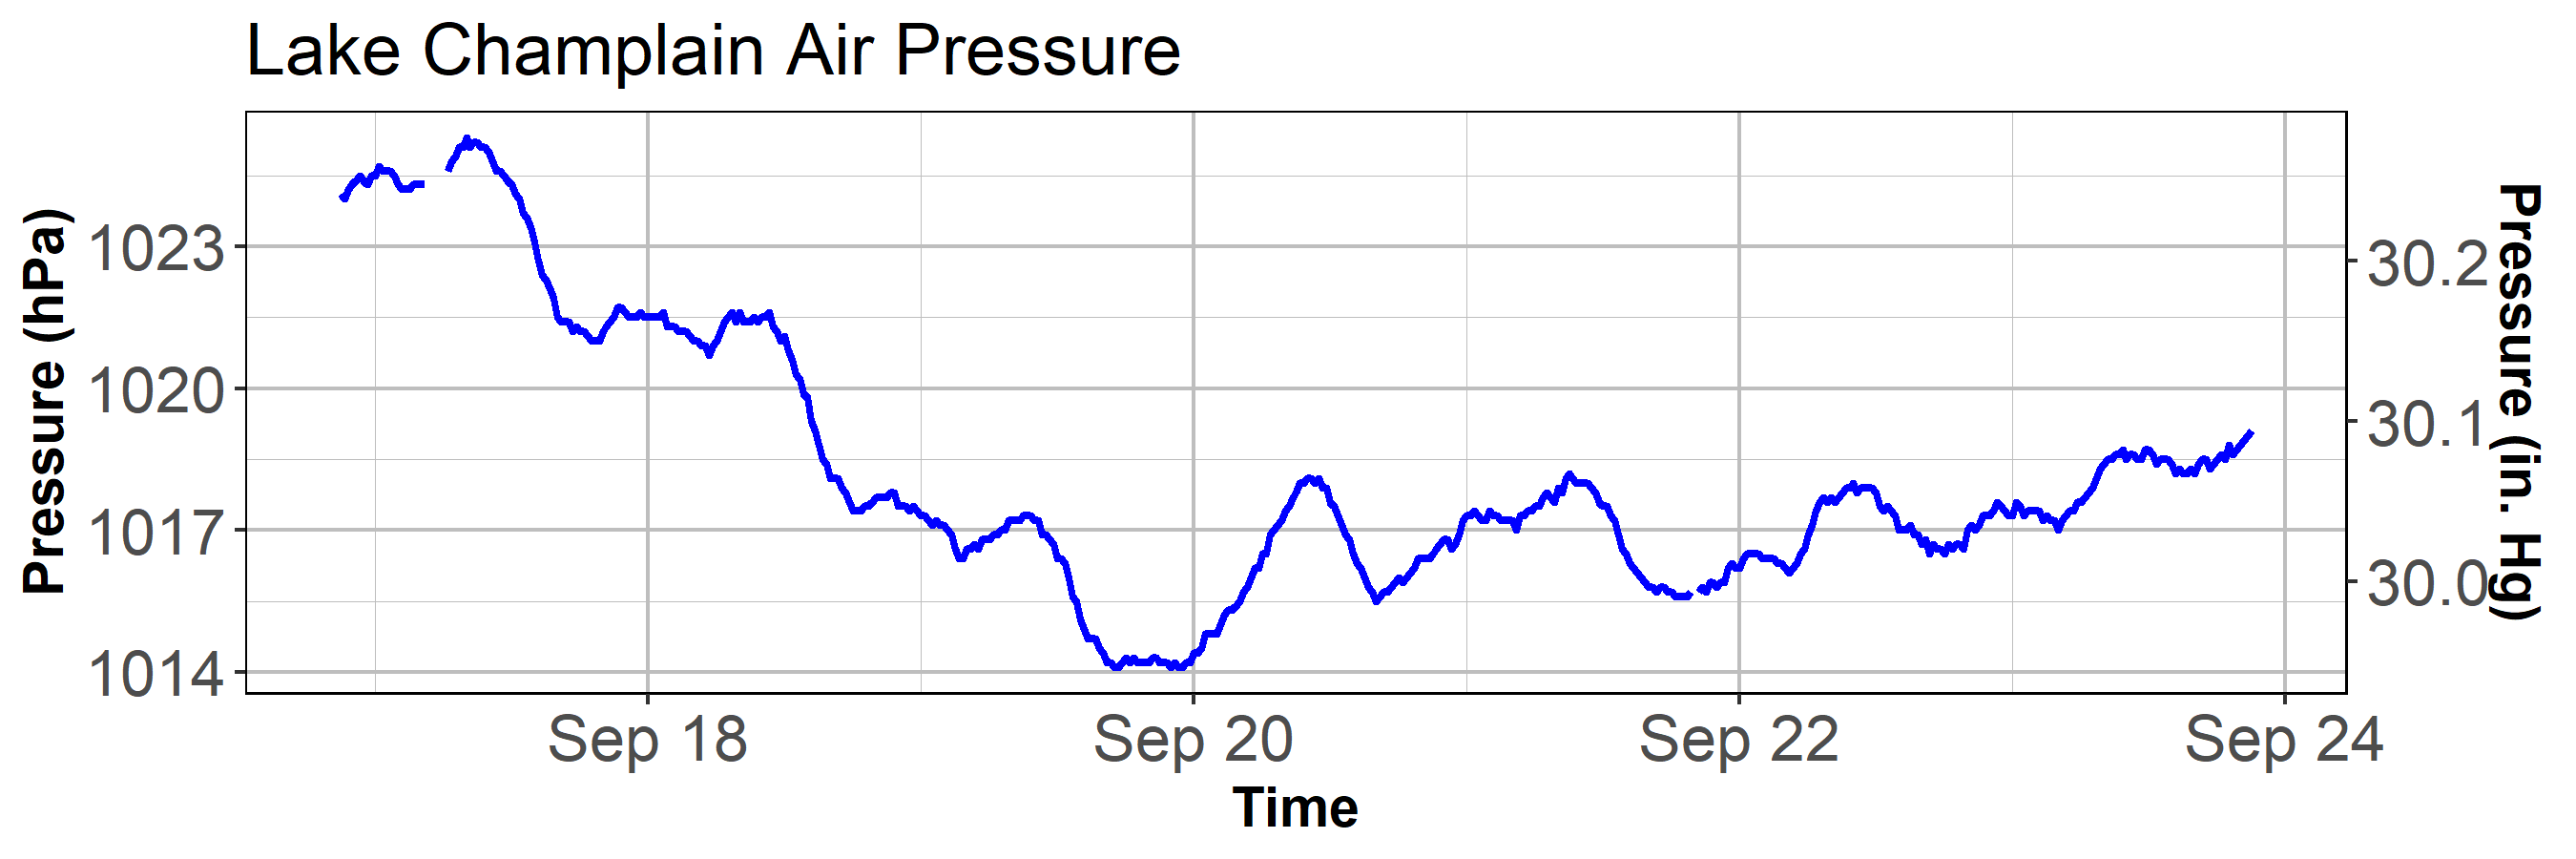 Lake Champlain Air Pressure
Pressure (hPa)
1023
1020
1017
1014
30.2
30.1
30.0
Pressure (in. Hg)
Sep 18
Sep 20
Sep 22
Sep 24
Time